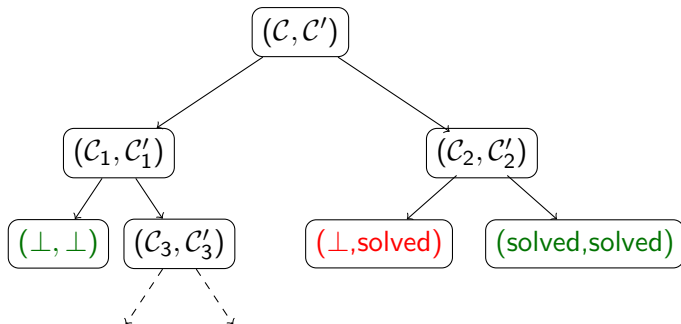 (𝒞, 𝒞′)
(𝒞₁, 𝒞′₁) (𝒞₂, 𝒞′₂)
(⊥, ⊥) (𝒞₃, 𝒞′₃) (⊥,solved) (solved,solved)